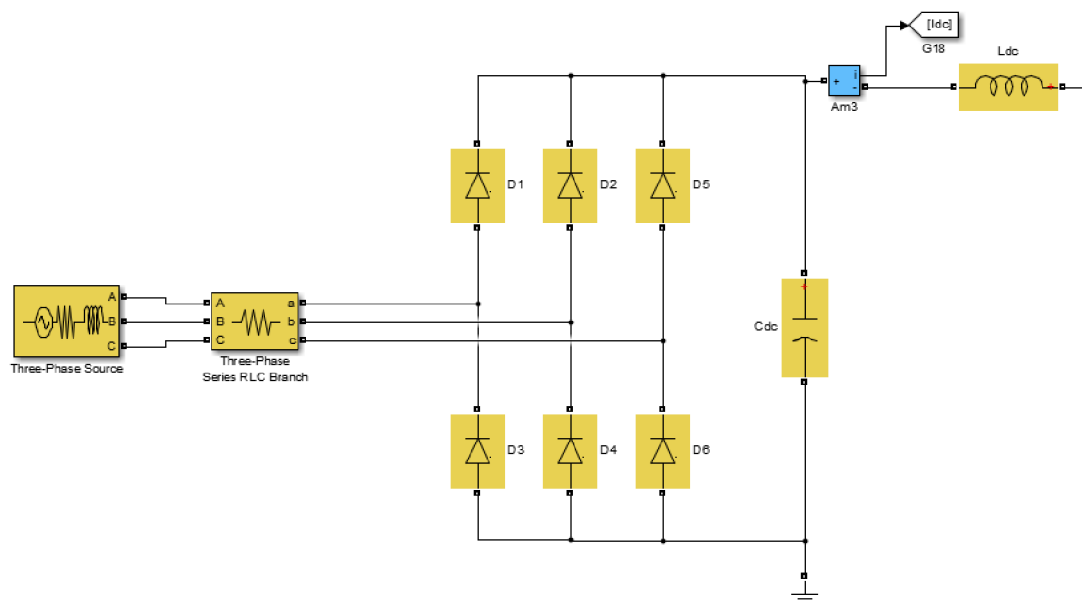 [Idc]
G18
Ldc
+
i
-
Am3
D1
D2
D5
A
B
C
Three-Phase Source
A
B
C
a
b
c
Three-Phase
Series RLC Branch
+
Cdc
D3
D4
D6
+